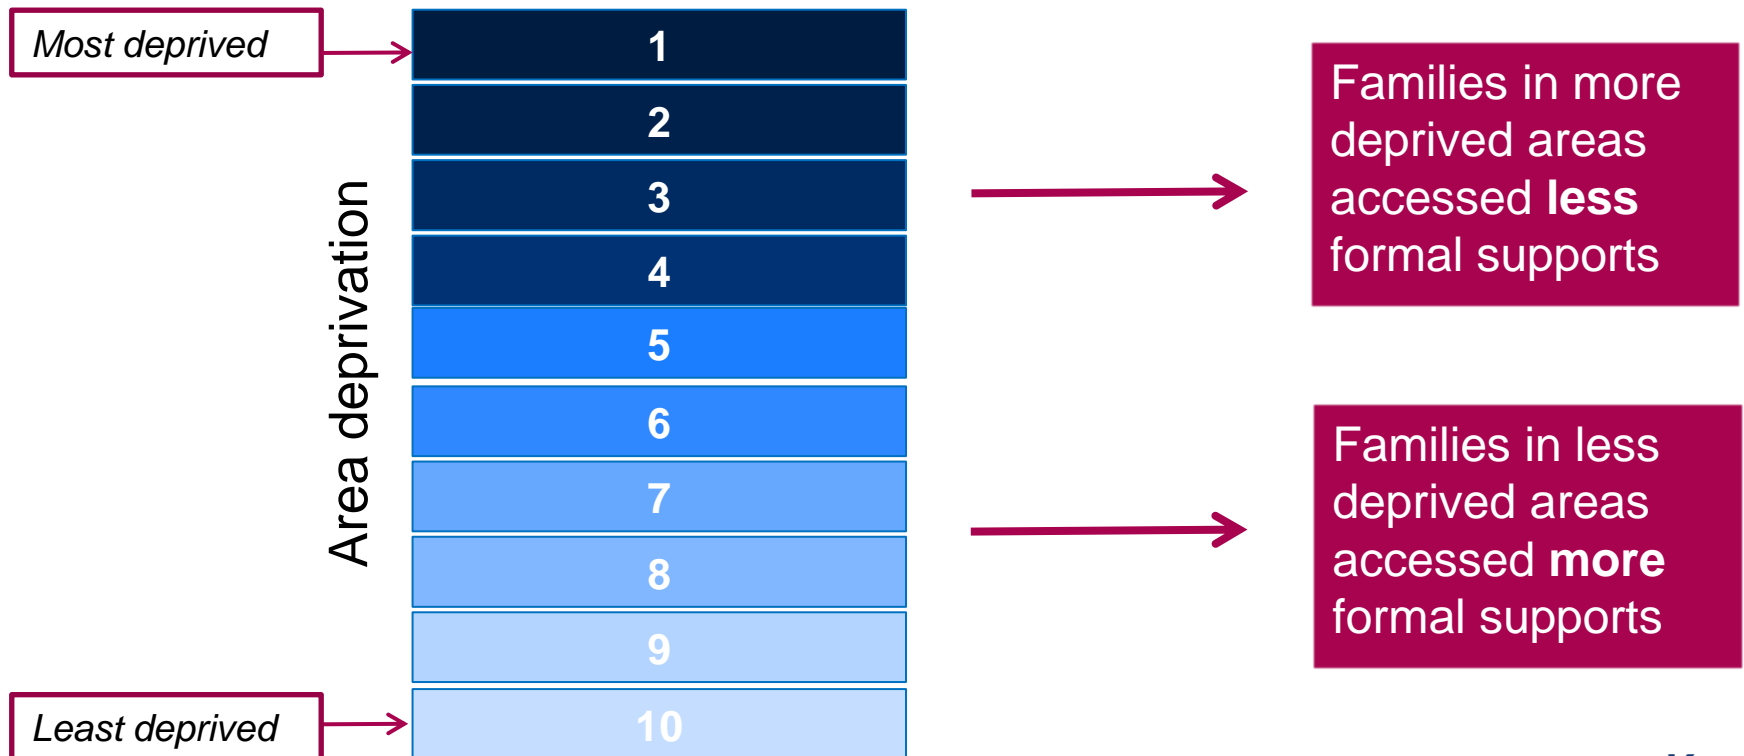 Most deprived
1
2
3
4
5
6
7
8
9
10
Area deprivation
Least deprived
Families in more
deprived areas
accessed less
formal supports
Families in less
deprived areas
accessed more
formal supports